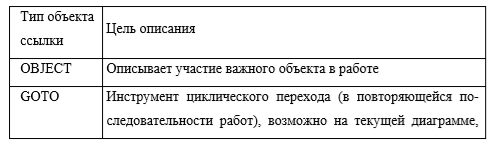 Тип объекта ссылки
Цель описания
OBJECT
Описывает участие важного объекта в работе
GOTO
Инструмент циклического перехода (в повторяющейся по-
следовательности работ), возможно на текущей диаграмме,